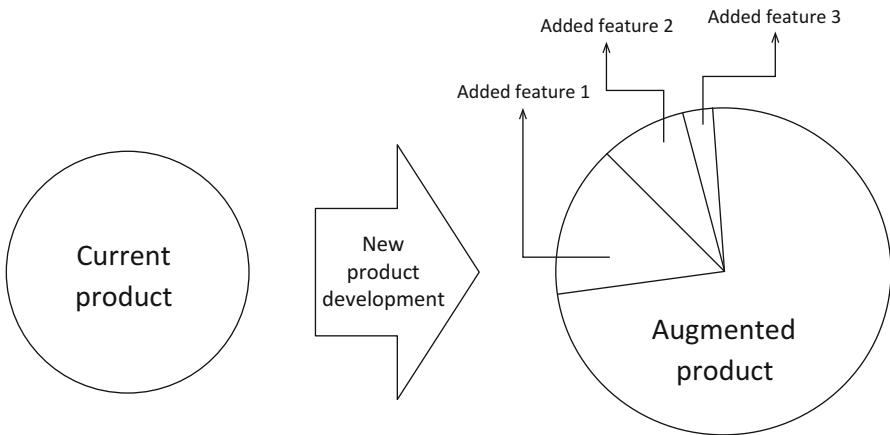 Added feature 3
Added feature 2
Added feature 1
Current
product
New
product
development
Augmented
product